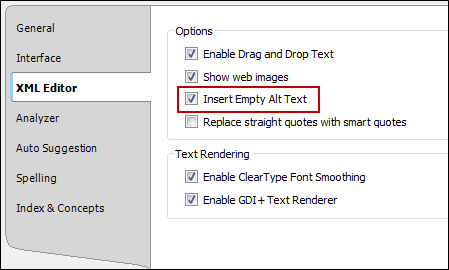 General
Interface
XML Editor
Analyzer
Auto Suggestion
Spelling
Index & Concepts
Options
Enable Drag and Drop Text
Show web images
Insert Empty Alt Text
Replace straight quotes with smart quotes
Text Rendering
Enable ClearType Font Smoothing
Enable GDI+ Text Renderer